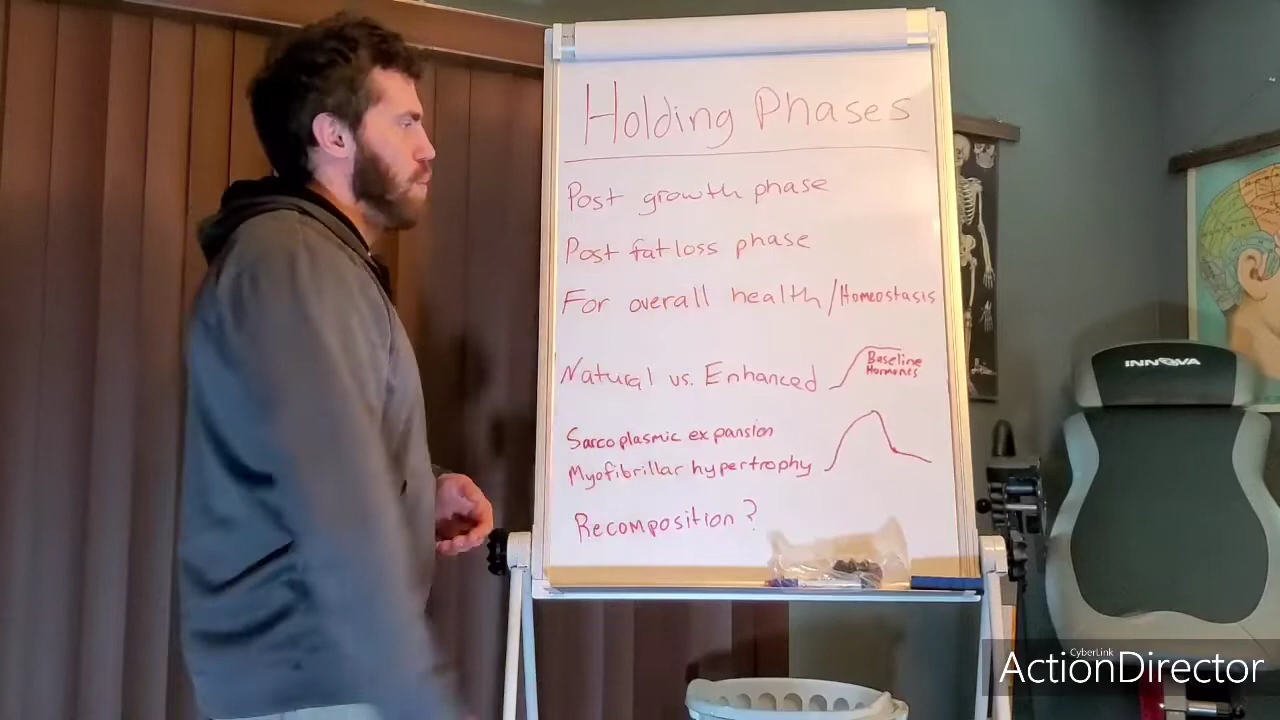 Holding Phases
Post growth phase
Post fat loss phase
For overall health/Homeostasis
Natural vs. Enhanced
Baseline
Hormones
Sarcoplasmic expansion
Myofibrillar hypertrophy
Recomposition?
INNOVA
CyberLink
ActionDirector